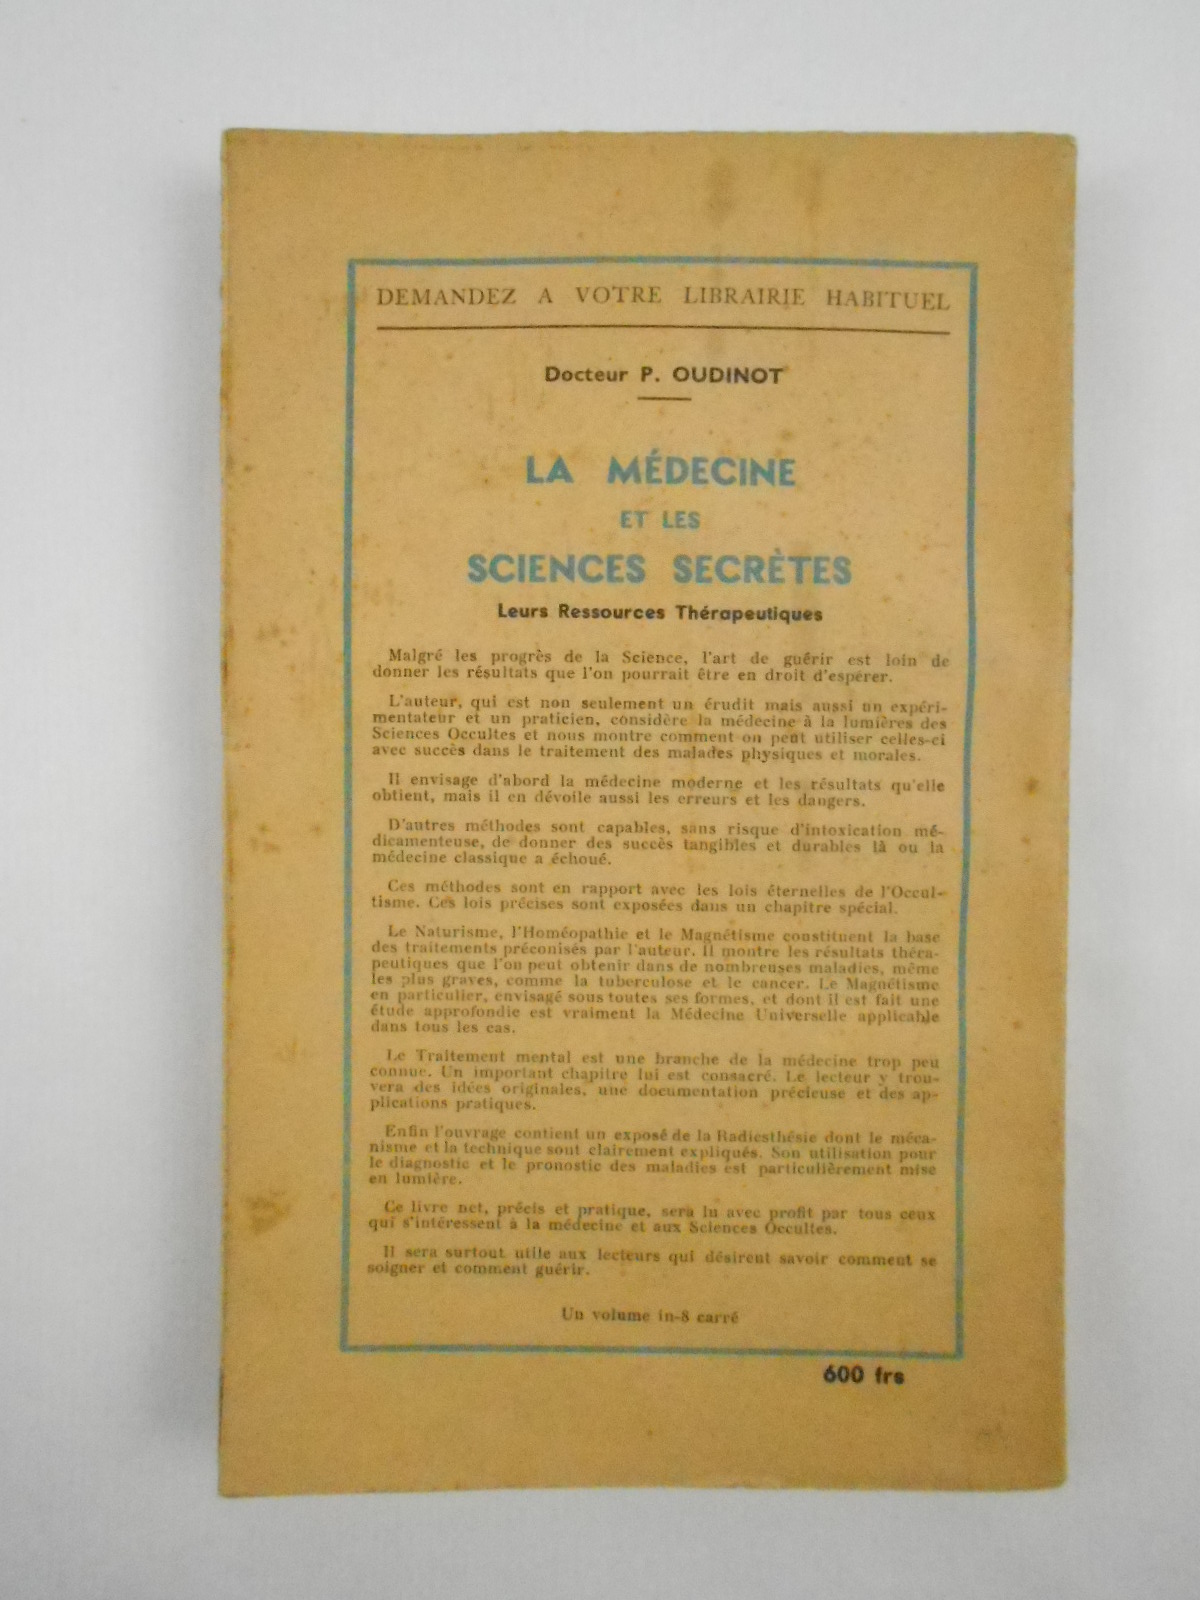 DEMANDEZ A VOTRE LIBRAIRIE HABITUEL
Docteur P. OUDINOT
LA MÉDECINE
ET LES
SCIENCES SECRÈTES
Leurs Ressources Thérapeutiques
Malgré les progrès de la Science, l'art de guérir est loin de
donner les résultats que l'on pourrait être en droit d'espérer.
L'auteur, qui est non seulement un érudit mais aussi un expéri-
mentateur et un praticien, considère la médecine à la lumières des
Sciences Occultes et nous montre comment on peut utiliser celles-ci
avec succès dans le traitement des malades physiques et morales.
Il envisage d'abord la médecine moderne et les résultats qu'elle
obtient, mais il en dévoile aussi les erreurs et les dangers.
D'autres méthodes sont capables, sans risque d'intoxication mé-
dicamenteuse, de donner des succès tangibles et durables là ou la
médecine classique a échoué.
Ces méthodes sont en rapport avec les lois éternelles de l'Occul-
tisme. Ces lois précises sont exposées dans un chapitre spécial.
Le Naturisme, l'Homéopathie et le Magnétisme constituent la base
des traitements préconisés par l'auteur. Il montre les résultats théra-
peutiques que l'on peut obtenir dans de nombreuses maladies, même
les plus graves, comme la tuberculose et le cancer. Le Magnétisme
en particulier, envisagé sous toutes ses formes, et dont il est fait une
étude approfondie est vraiment la Médecine Universelle applicable
dans tous les cas.
Le Traitement mental est une branche de la médecine trop peu
connue. Un important chapitre lui est consacré. Le lecteur y trou-
vera des idées originales, une documentation précieuse et des ap-
plications pratiques.
Enfin l'ouvrage contient un exposé de la Radiesthésie dont le méca-
nisme et la technique sont clairement expliqués. Son utilisation pour
le diagnostic et le pronostic des maladies est particulièrement mise
en lumière.
Ce livre net, précis et pratique, sera lu avec profit par tous ceux
qui s'intéressent à la médecine et aux Sciences Occultes.
Il sera surtout utile aux lecteurs qui désirent savoir comment se
soigner et comment guérir.
Un volume in-8 carré
600 frs